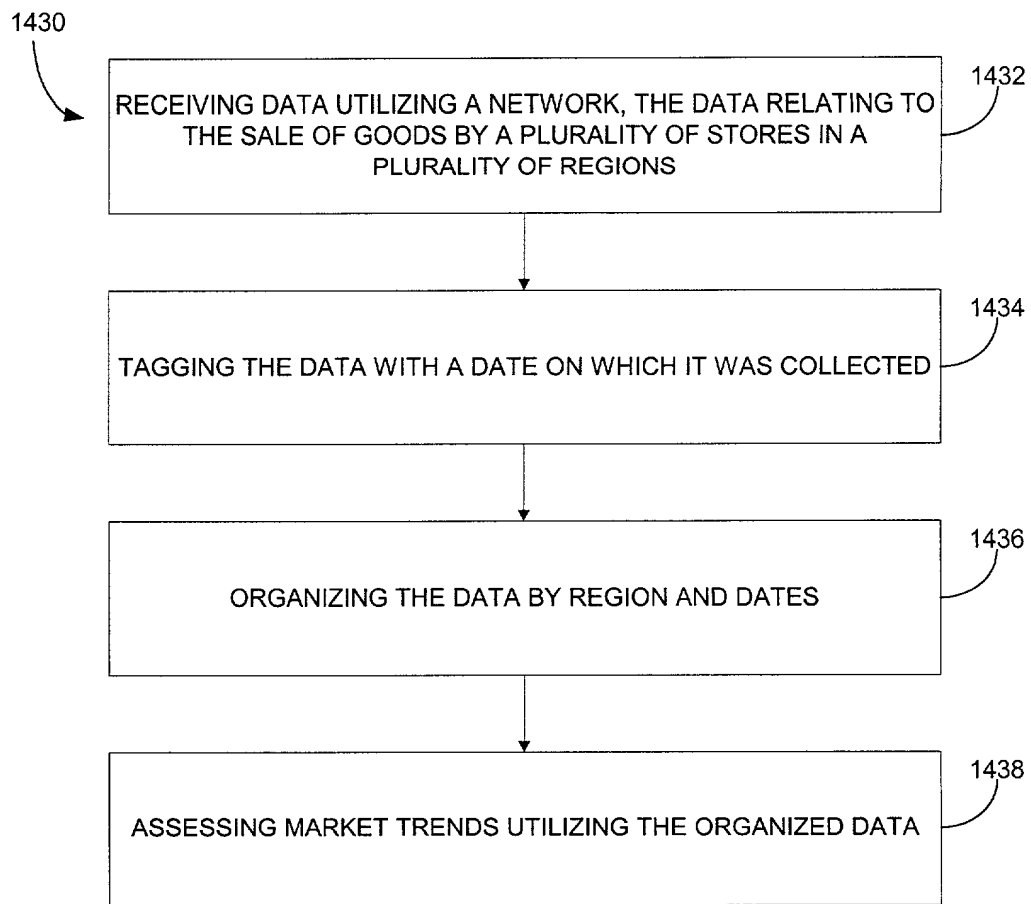 1430
1432
RECEIVING DATA UTILIZING A NETWORK, THE DATA RELATING TO
THE SALE OF GOODS BY A PLURALITY OF STORES IN A
PLURALITY OF REGIONS
1434
TAGGING THE DATA WITH A DATE ON WHICH IT WAS COLLECTED
1436
ORGANIZING THE DATA BY REGION AND DATES
1438
ASSESSING MARKET TRENDS UTILIZING THE ORGANIZED DATA